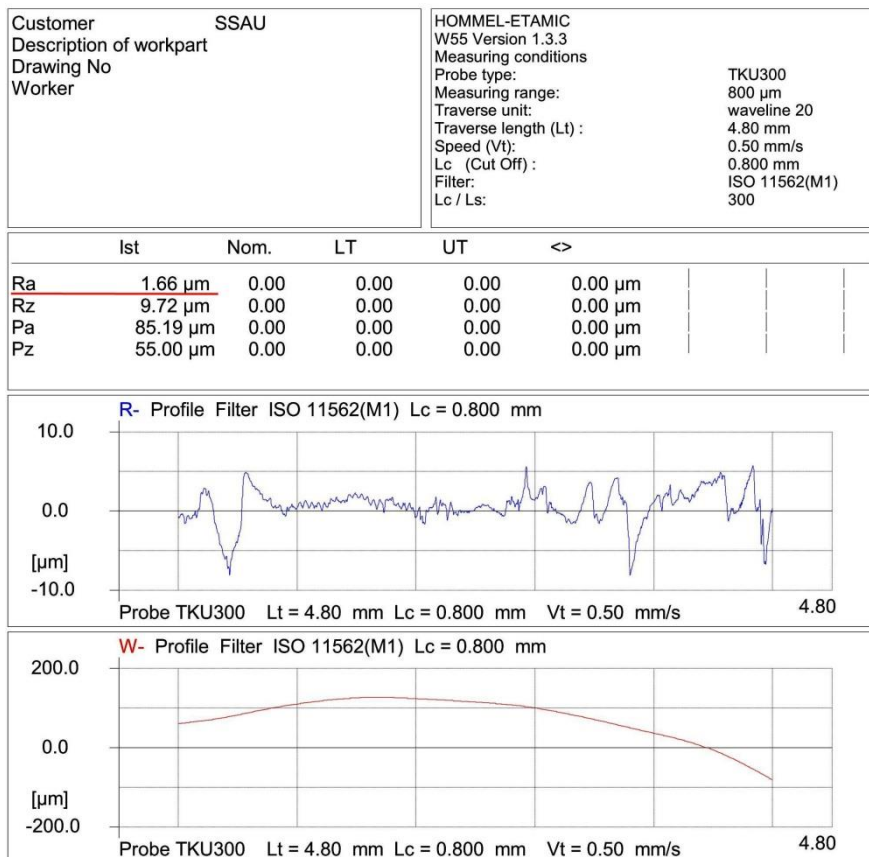 Customer SSAU
Description of workpart
Drawing No
Worker
HOMMEL-ETAMIC
W55 Version 1.3.3
Measuring conditions
Probe type: TKU300
Measuring range: 800 µm
Traverse unit: waveline 20
Traverse length (Lt) : 4.80 mm
Speed (Vt): 0.50 mm/s
Lc (Cut Off) : 0.800 mm
Filter: ISO 11562(M1)
Lc / Ls: 300
Ist Nom. LT UT <>
Ra 1.66 µm 0.00 0.00 0.00 0.00 µm
Rz 9.72 µm 0.00 0.00 0.00 0.00 µm
Pa 85.19 µm 0.00 0.00 0.00 0.00 µm
Pz 55.00 µm 0.00 0.00 0.00 0.00 µm
R- Profile Filter ISO 11562(M1) Lc = 0.800 mm
10.0
0.0
[µm]
-10.0
4.80
Probe TKU300 Lt = 4.80 mm Lc = 0.800 mm Vt = 0.50 mm/s
W- Profile Filter ISO 11562(M1) Lc = 0.800 mm
200.0
0.0
[µm]
-200.0
4.80
Probe TKU300 Lt = 4.80 mm Lc = 0.800 mm Vt = 0.50 mm/s